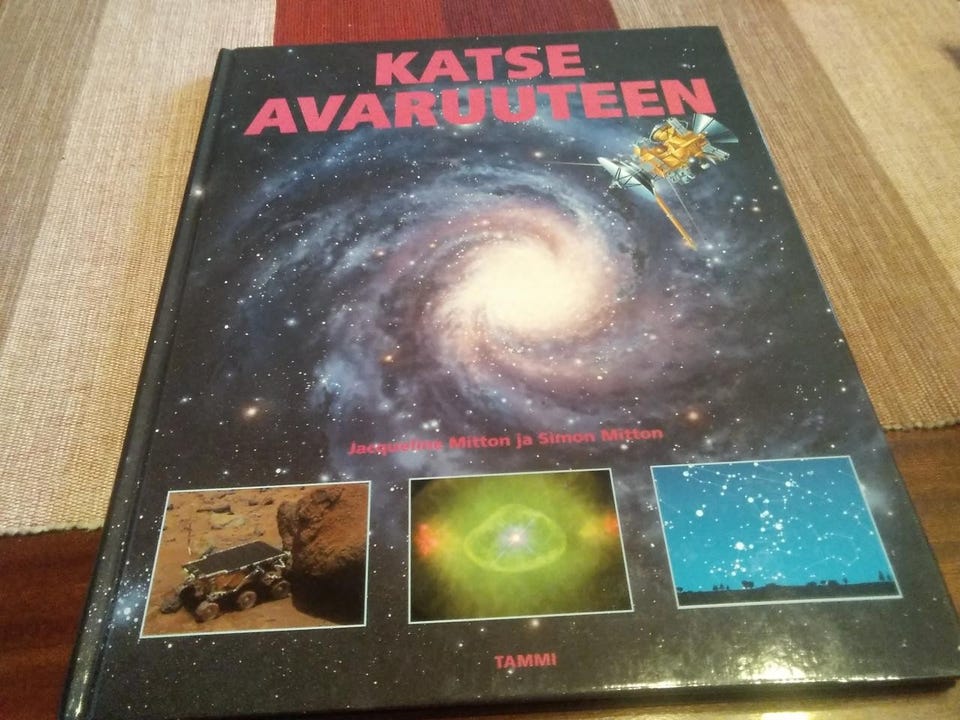 KATSE
AVARUUTEEN
Jacqueline Mitton ja Simon Mitton
TAMMI